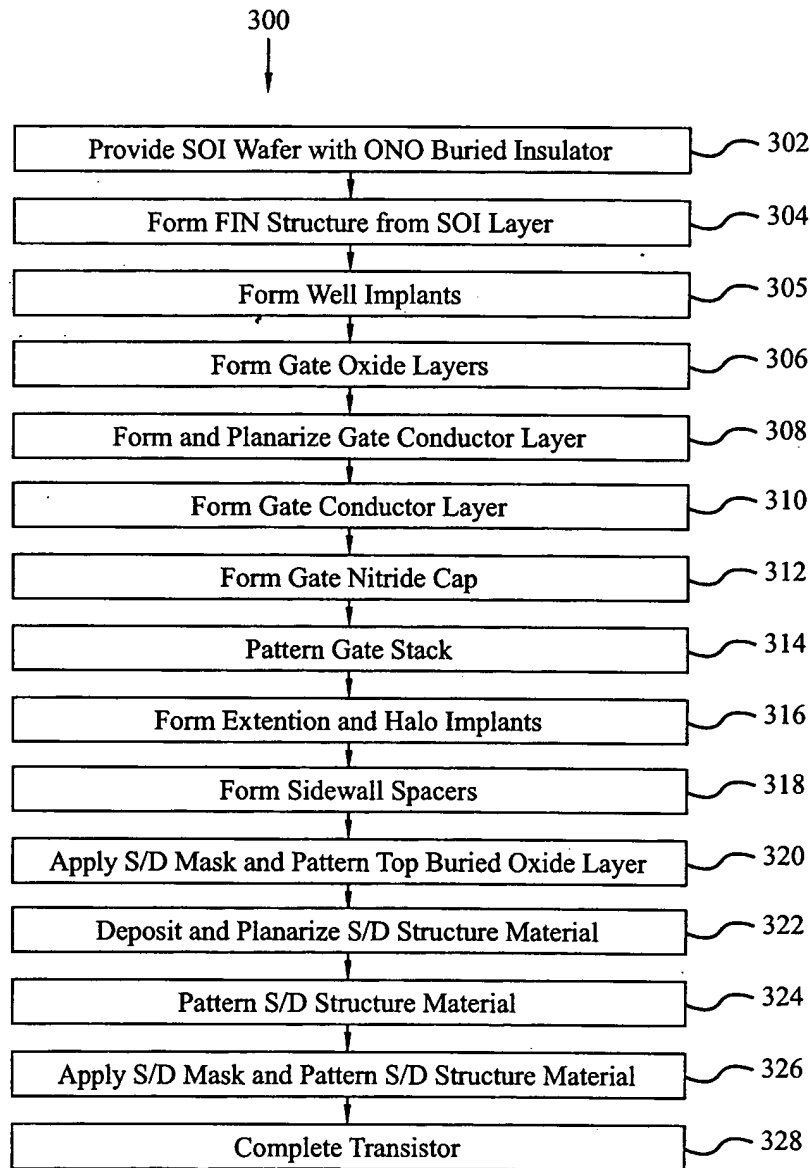 300
Provide SOI Wafer with ONO Buried Insulator 302
Form FIN Structure from SOI Layer 304
Form Well Implants 305
Form Gate Oxide Layers 306
Form and Planarize Gate Conductor Layer 308
Form Gate Conductor Layer 310
Form Gate Nitride Cap 312
Pattern Gate Stack 314
Form Extention and Halo Implants 316
Form Sidewall Spacers 318
Apply S/D Mask and Pattern Top Buried Oxide Layer 320
Deposit and Planarize S/D Structure Material 322
Pattern S/D Structure Material 324
Apply S/D Mask and Pattern S/D Structure Material 326
Complete Transistor 328